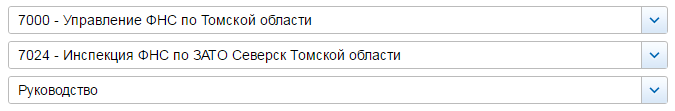 7000 - Управление ФНС по Томской области
7024 - Инспекция ФНС по ЗАТО Северск Томской области
Руководство